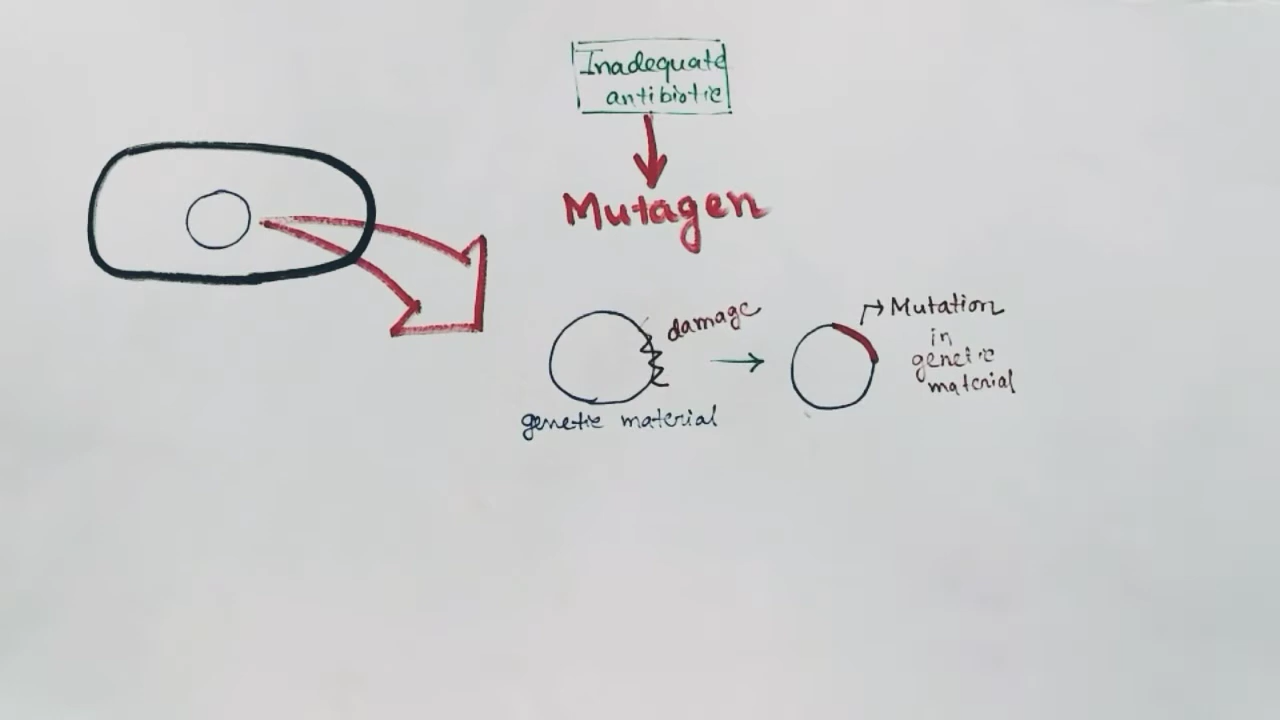 Inadequate
antibiotic
Mutagen
damage
genetic material
Mutation
in
genetic
material